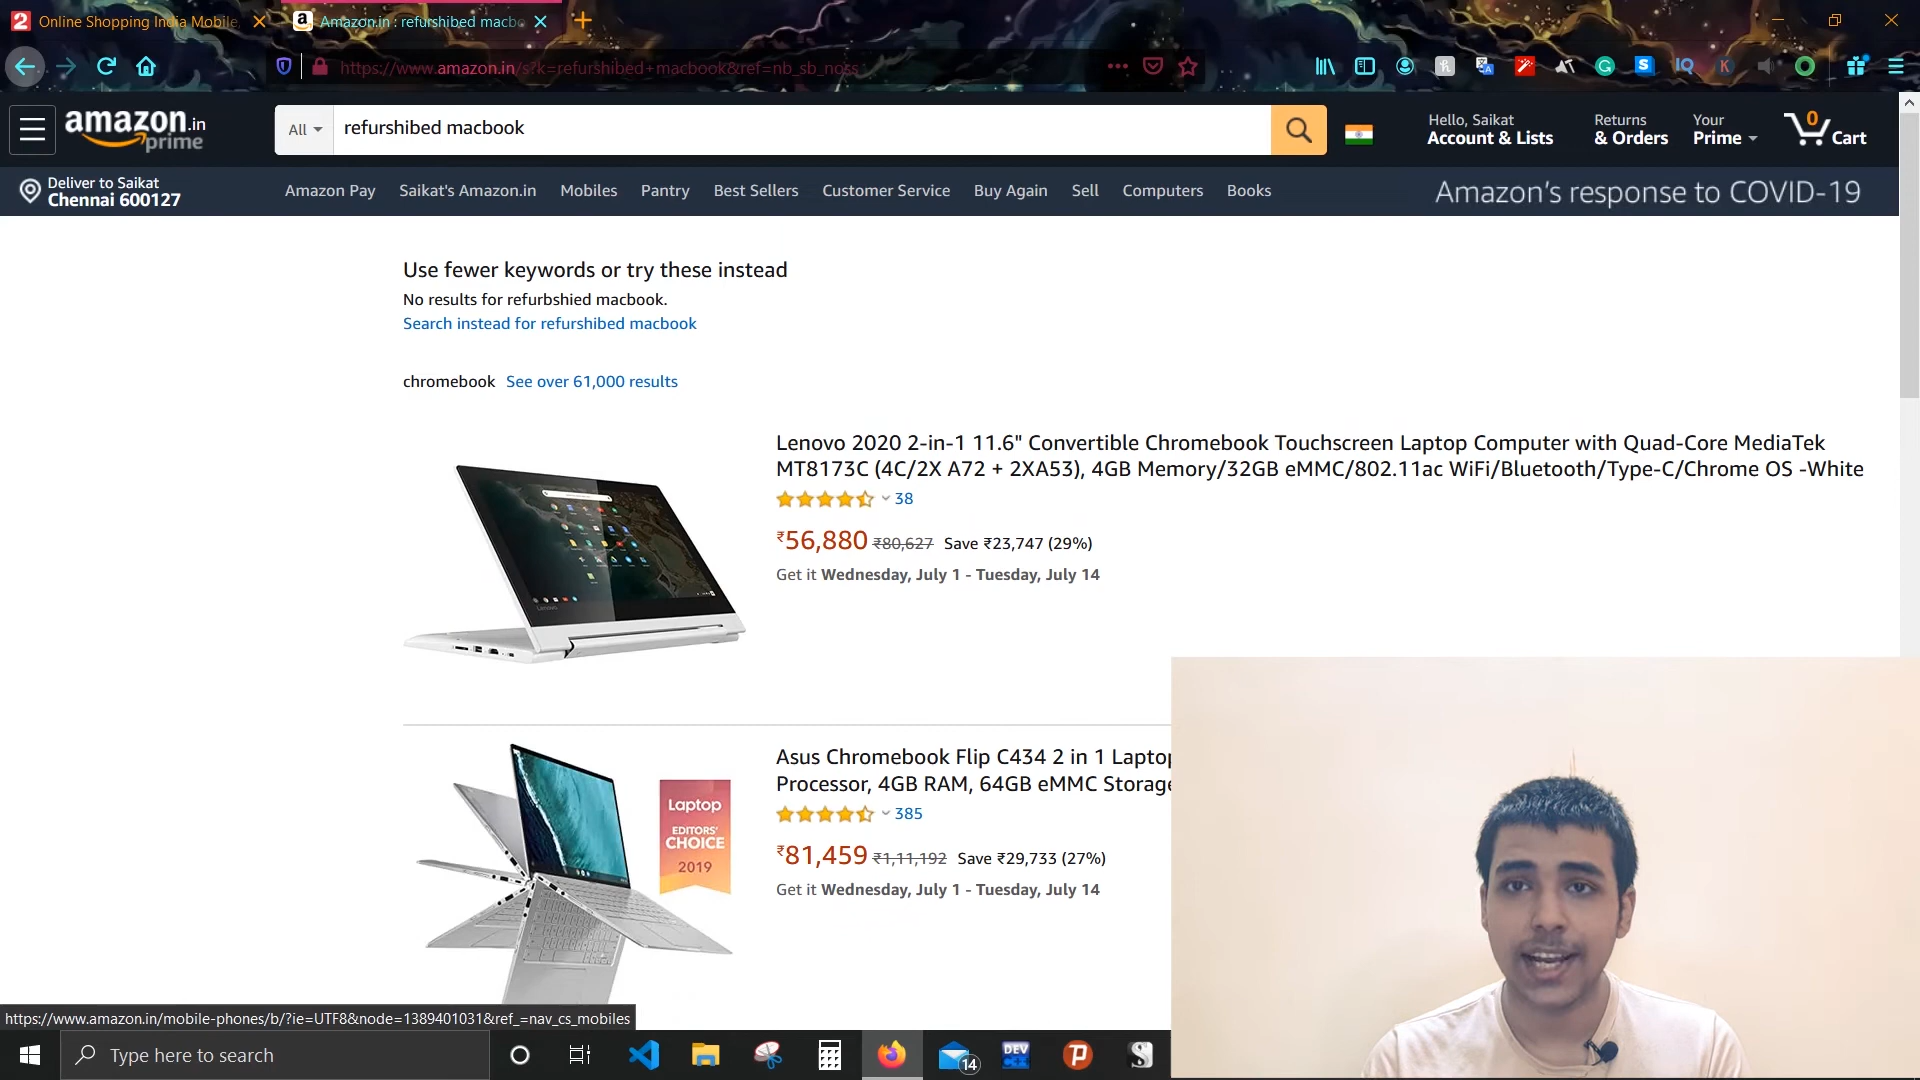 Online Shopping India Mobile,
Amazon.in : refurshibed macbo
https://www.amazon.in/s?k=refurshibed+macbook&ref=nb_sb_noss
amazon.in
prime
All
refurshibed macbook
Hello, Saikat
Account & Lists
Returns
& Orders
Your
Prime
0
Cart
Deliver to Saikat
Chennai 600127
Amazon Pay
Saikat's Amazon.in
Mobiles
Pantry
Best Sellers
Customer Service
Buy Again
Sell
Computers
Books
Amazon's response to COVID-19
Use fewer keywords or try these instead
No results for refurbshied macbook.
Search instead for refurshibed macbook
chromebook See over 61,000 results
Lenovo 2020 2-in-1 11.6" Convertible Chromebook Touchscreen Laptop Computer with Quad-Core MediaTek
MT8173C (4C/2X A72 + 2XA53), 4GB Memory/32GB eMMC/802.11ac WiFi/Bluetooth/Type-C/Chrome OS -White
38
₹56,880 ₹80,627 Save ₹23,747 (29%)
Get it Wednesday, July 1 - Tuesday, July 14
Asus Chromebook Flip C434 2 in 1 Laptop
Processor, 4GB RAM, 64GB eMMC Storage
385
₹81,459 ₹1,11,192 Save ₹29,733 (27%)
Get it Wednesday, July 1 - Tuesday, July 14
Laptop
EDITORS'
CHOICE
2019
https://www.amazon.in/mobile-phones/b/?ie=UTF8&node=1389401031&ref_=nav_cs_mobiles
Type here to search
14
DEV